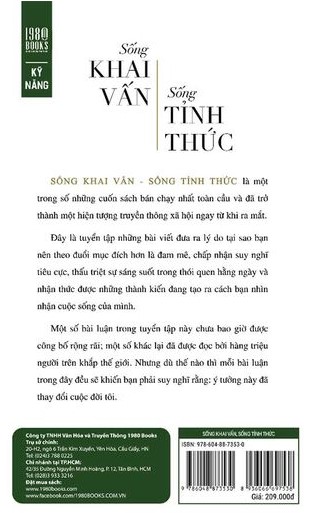 1980
BOOKS
KỸ
NĂNG
Sống
KHAI
VẤN
Sống
TỈNH
THỨC
SỐNG KHAI VẤN - SỐNG TỈNH THỨC là một
trong số những cuốn sách bán chạy nhất toàn cầu và đã trở
thành một hiện tượng truyền thông xã hội ngay từ khi ra mắt.
Đây là tuyển tập những bài viết đưa ra lý do tại sao bạn
nên theo đuổi mục đích hơn là đam mê, chấp nhận suy nghĩ
tiêu cực, thấu triệt sự sáng suốt trong thói quen hằng ngày và
nhận thức được những thành kiến đang tạo ra cách bạn nhìn
nhận cuộc sống của mình.
Một số bài luận trong tuyển tập này chưa bao giờ được
công bố rộng rãi; một số khác lại đã được đọc bởi hàng triệu
người trên khắp thế giới. Nhưng dù thế nào thì mỗi bài luận
trong đây đều sẽ khiến bạn phải suy nghĩ rằng: ý tưởng này đã
thay đổi cuộc đời tôi.
Công ty TNHH Văn Hóa và Truyền Thông 1980 Books
Trụ sở chính:
20-H2, ngõ 6 Trần Kim Xuyến, Yên Hòa, Cầu Giấy, HN
Tel: (024)3 788 0225
Chi nhánh tại TP.HCM:
42/35 Đường Nguyễn Minh Hoàng, P. 12, Tân Bình, HCM
Tel: (028)3 933 3216
Đặt mua sách:
www.1980books.com
www.facebook.com/1980BOOKS.COM.VN
SỐNG KHAI VẤN, SỐNG TỈNH THỨC
ISBN: 978-604-88-7353-0
9 786048 873530
8 936066 697538
Giá: 209.000đ